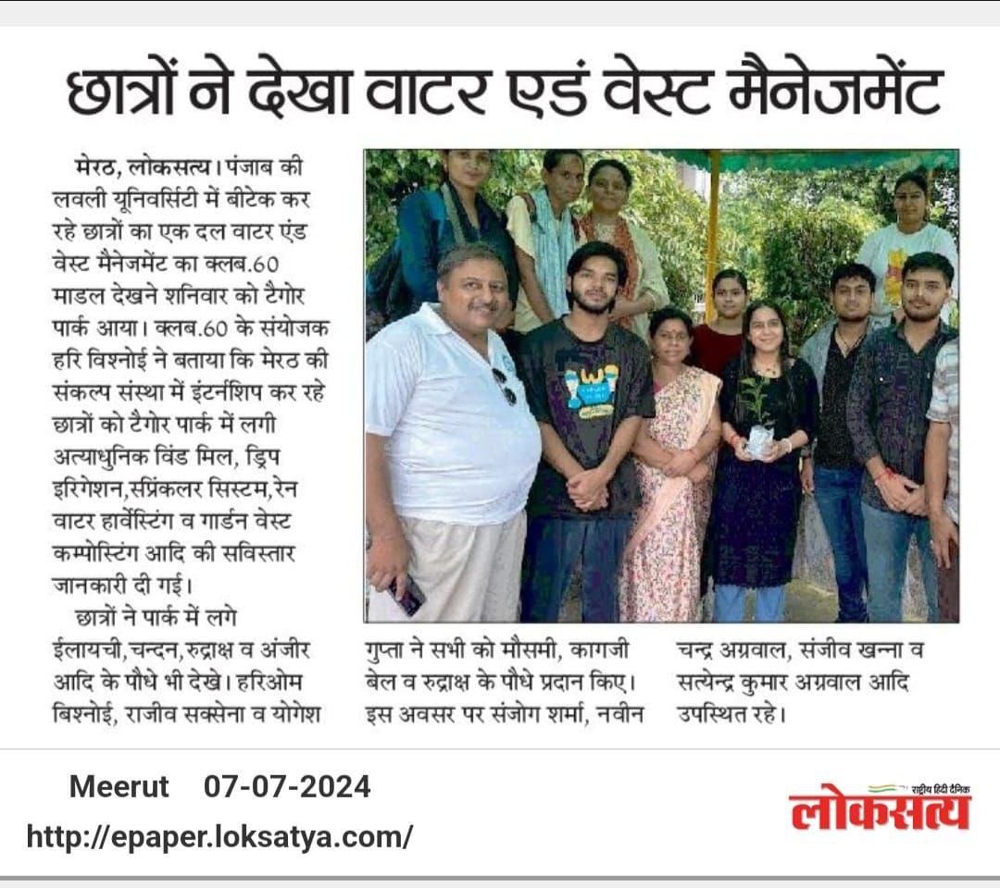 छात्रों ने देखा वाटर एडं वेस्ट मैनेजमेंट
मेरठ, लोकसत्य। पंजाब की
लवली यूनिवर्सिटी में बीटेक कर
रहे छात्रों का एक दल वाटर एंड
वेस्ट मैनेजमेंट का क्लब.60
माडल देखने शनिवार को टैगोर
पार्क आया। क्लब.60 के संयोजक
हरि विश्नोई ने बताया कि मेरठ की
संकल्प संस्था में इंटर्नशिप कर रहे
छात्रों को टैगोर पार्क में लगी
अत्याधुनिक विंड मिल, ड्रिप
इरिगेशन,सप्रिंकलर सिस्टम,रेन
वाटर हार्वेस्टिंग व गार्डन वेस्ट
कम्पोस्टिंग आदि की सविस्तार
जानकारी दी गई।
छात्रों ने पार्क में लगे
ईलायची,चन्दन,रुद्राक्ष व अंजीर
आदि के पौधे भी देखे। हरिओम
बिश्नोई, राजीव सक्सेना व योगेश
गुप्ता ने सभी को मौसमी, कागजी
बेल व रुद्राक्ष के पौधे प्रदान किए।
इस अवसर पर संजोग शर्मा, नवीन
चन्द्र अग्रवाल, संजीव खन्ना व
सत्येन्द्र कुमार अग्रवाल आदि
उपस्थित रहे।
Meerut 07-07-2024
http://epaper.loksatya.com/
राष्ट्रीय हिंदी दैनिक
लोकसत्य